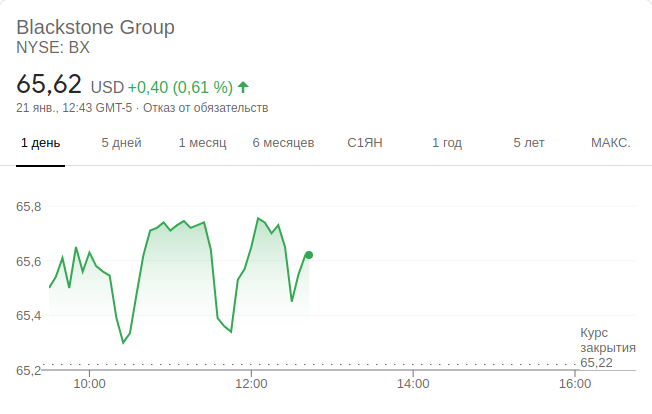 Blackstone Group
NYSE: BX
65,62 USD +0,40 (0,61 %)
21 янв., 12:43 GMT-5 · Отказ от обязательств
1 день 5 дней 1 месяц 6 месяцев С1ЯН 1 год 5 лет МАКС.
65,8
65,6
65,4
Курс
закрытия
65,22
65,2
10:00 12:00 14:00 16:00